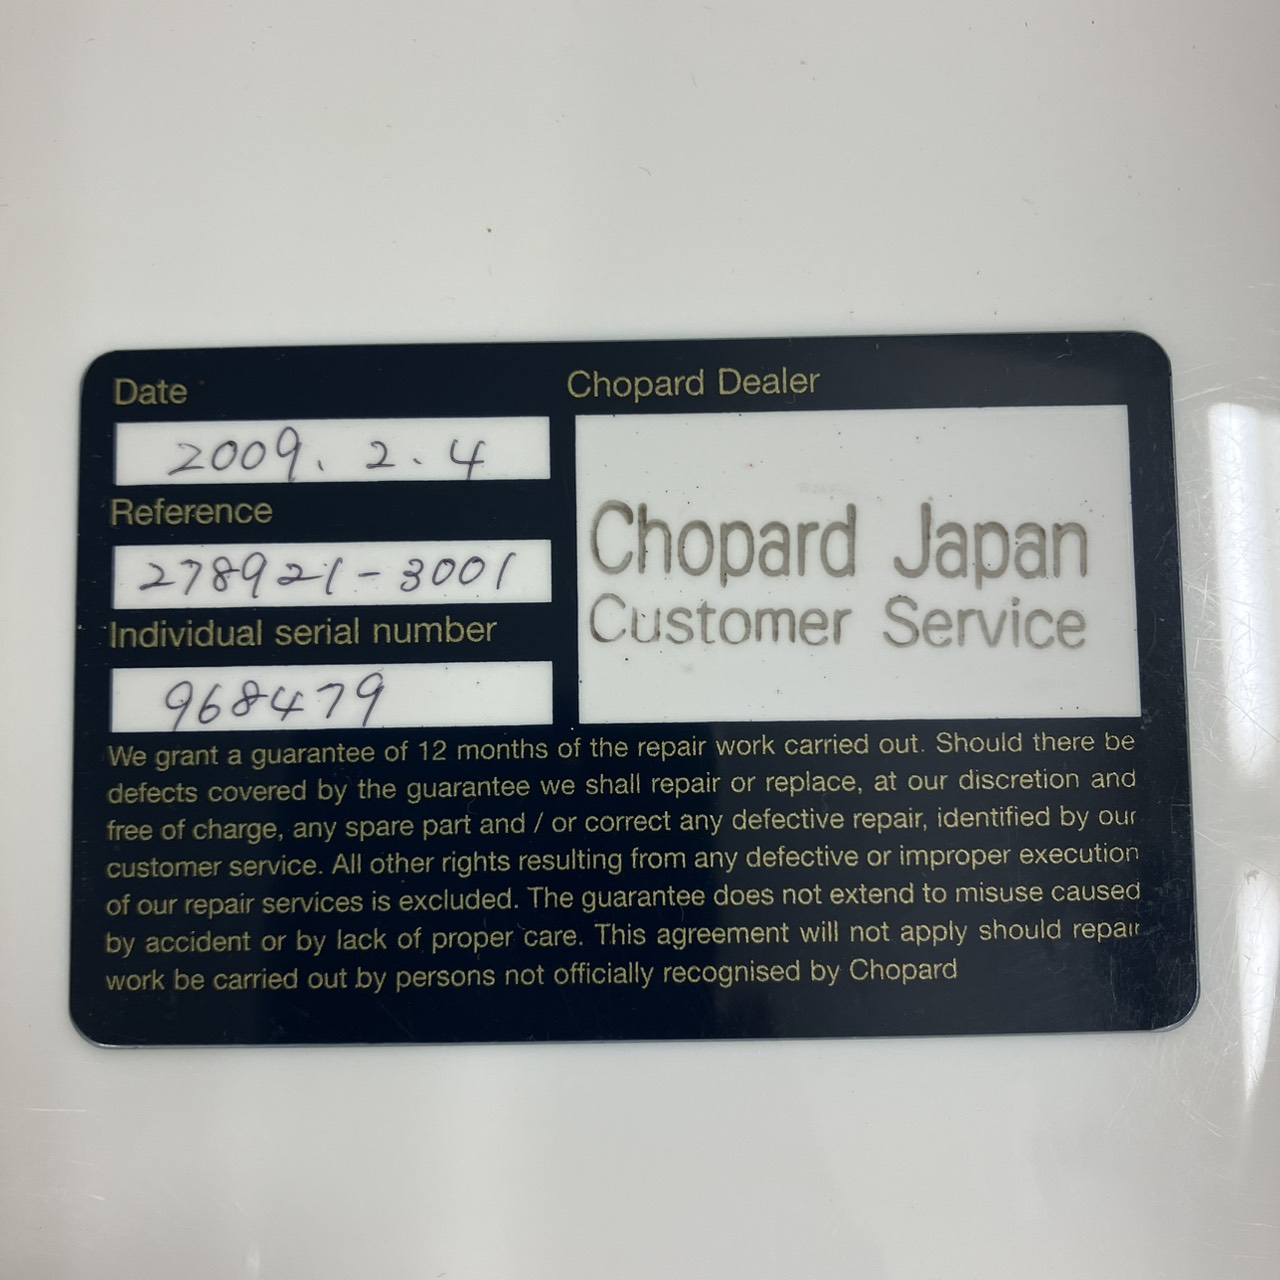 Date
2009. 2. 4
Reference
278921-3001
Individual serial number
968479
Chopard Dealer
Chopard Japan
Customer Service
We grant a guarantee of 12 months of the repair work carried out. Should there be
defects covered by the guarantee we shall repair or replace, at our discretion and
free of charge, any spare part and / or correct any defective repair, identified by our
customer service. All other rights resulting from any defective or improper execution
of our repair services is excluded. The guarantee does not extend to misuse caused
by accident or by lack of proper care. This agreement will not apply should repair
work be carried out by persons not officially recognised by Chopard